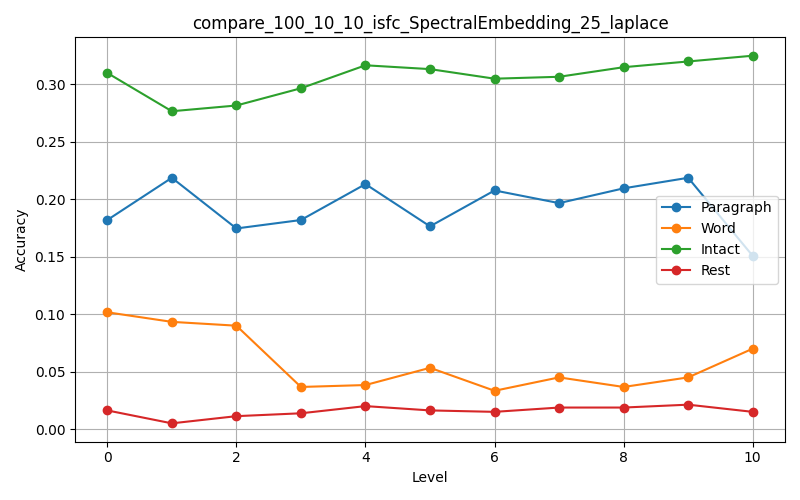 compare_100_10_10_isfc_SpectralEmbedding_25_laplace
Accuracy
0.30
0.25
0.20
0.15
0.10
0.05
0.00
Paragraph
Word
Intact
Rest
0 2 4 6 8 10
Level